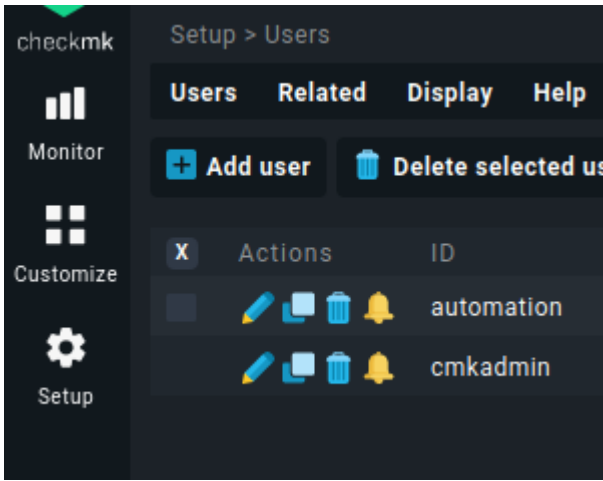 checkmk
Monitor
Customize
Setup
Setup > Users
Users Related Display Help
Add user Delete selected us
X Actions ID
automation
cmkadmin